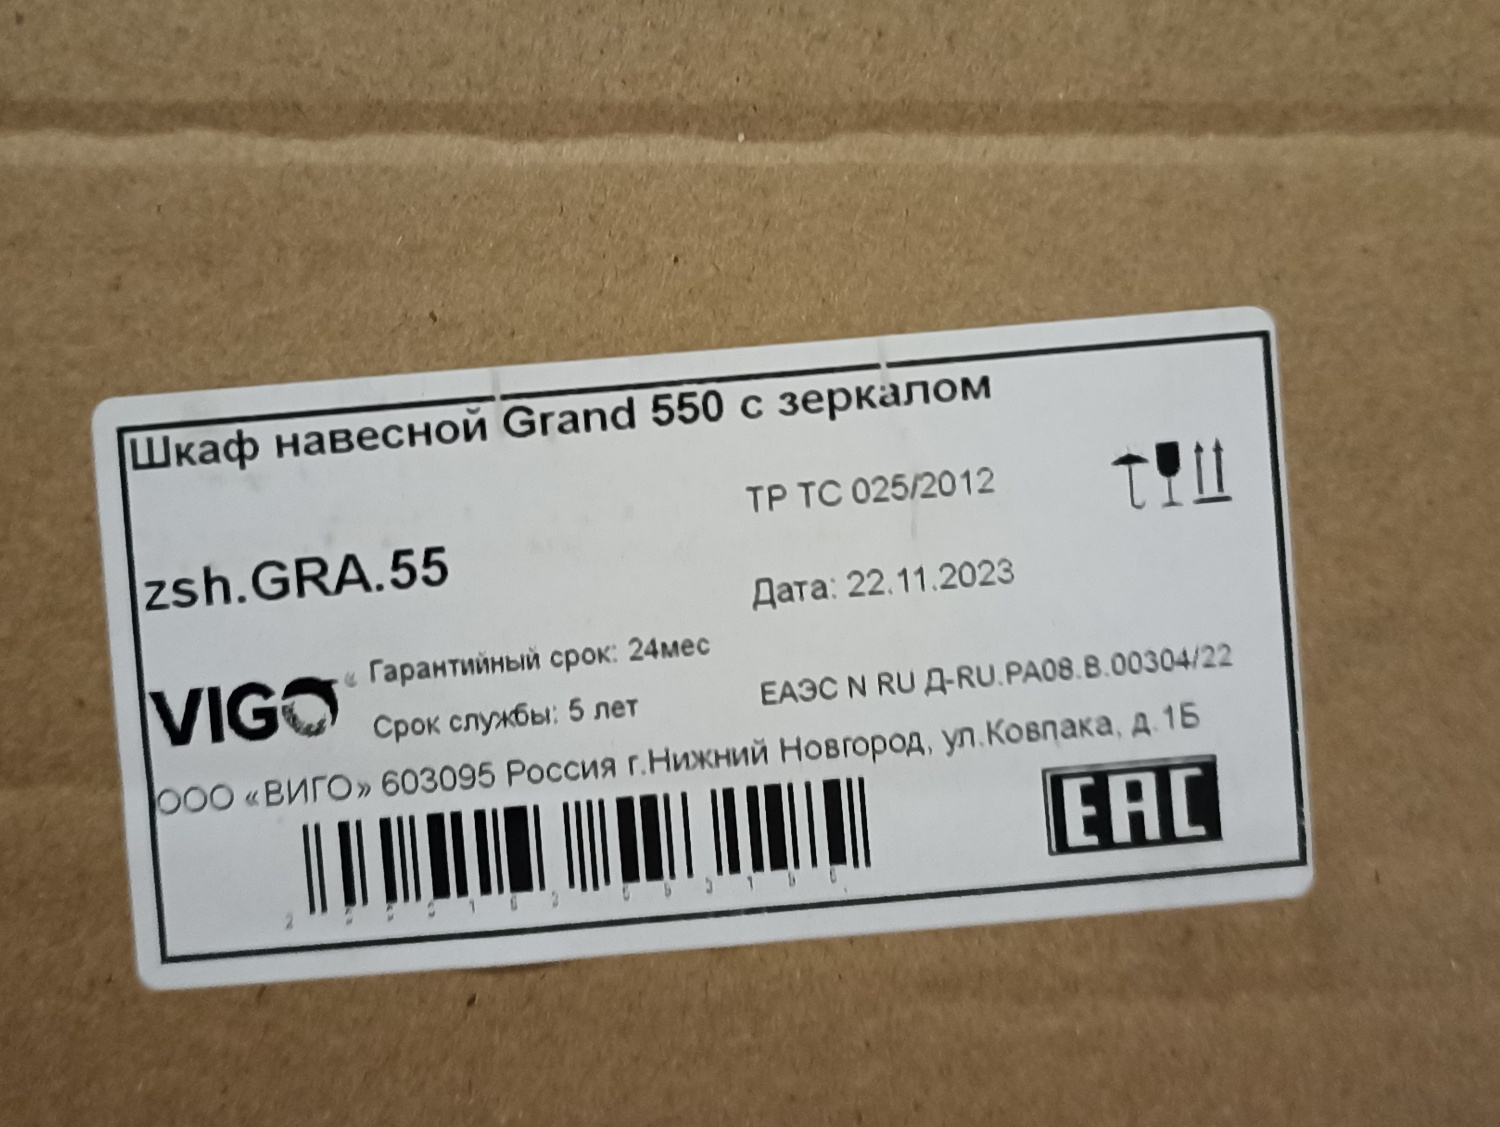 Шкаф навесной Grand 550 с зеркалом
ТР ТС 025/2012
zsh.GRA.55
Дата: 22.11.2023
VIGO
Гарантийный срок: 24мес
Срок службы: 5 лет
ЕАЭС N RU Д-RU.РА08.В.00304/22
ООО «ВИГО» 603095 Россия г.Нижний Новгород, ул.Ковпака, д.1Б
EAC